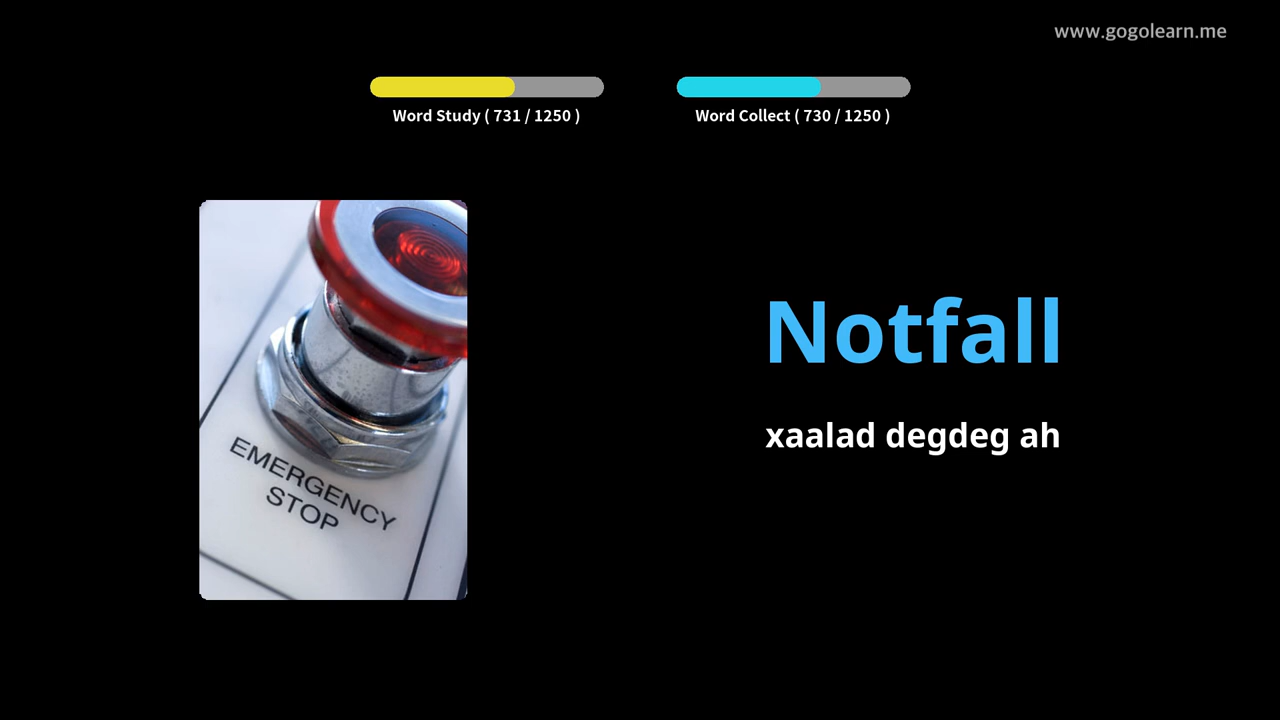 www.gogolearn.me
Word Study ( 731 / 1250 )
Word Collect ( 730 / 1250 )
EMERGENCY
STOP
Notfall
xaalad degdeg ah